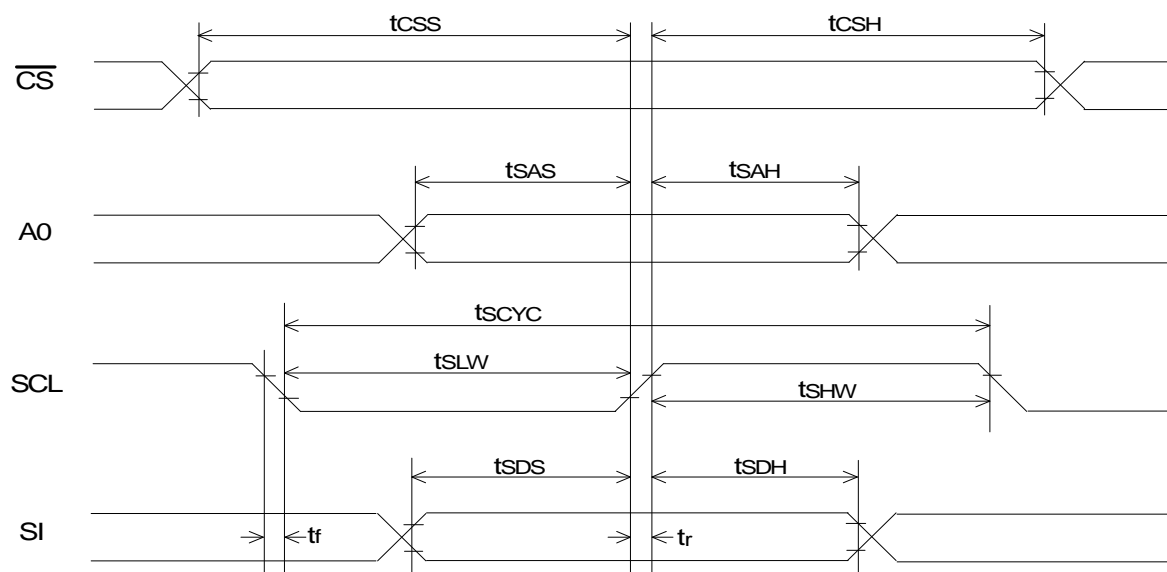 tCSS tCSH
CS
tSAS tSAH
A0
tSCYC
tSLW
SCL
tSHW
tSDS tSDH
SI tf tr